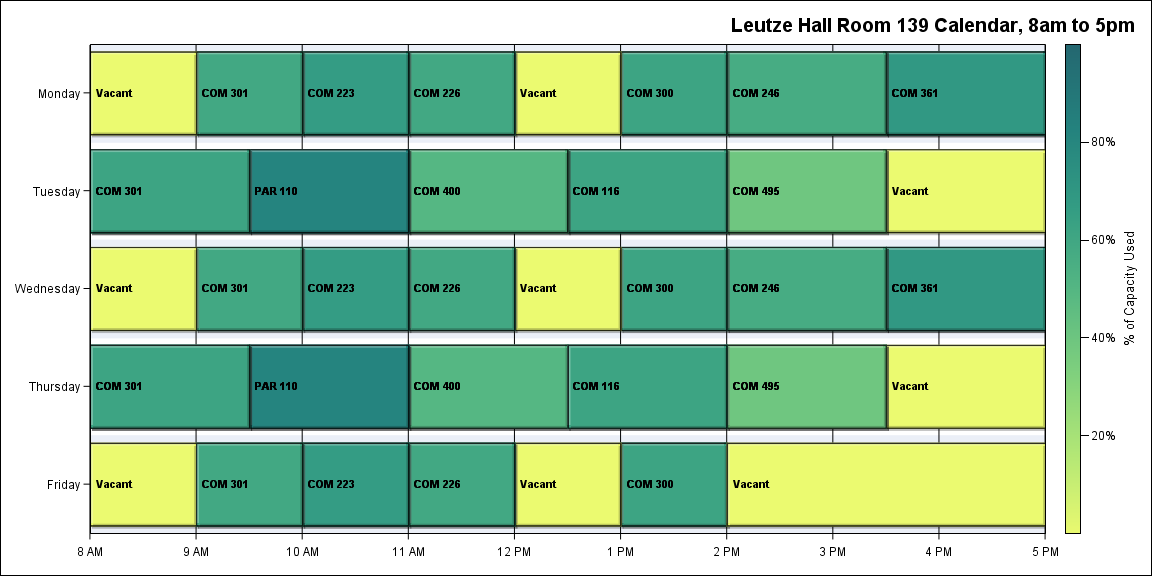 Leutze Hall Room 139 Calendar, 8am to 5pm
Monday
Vacant
COM 301
COM 223
COM 226
Vacant
COM 300
COM 246
COM 361
Tuesday
COM 301
PAR 110
COM 400
COM 116
COM 495
Vacant
Wednesday
Vacant
COM 301
COM 223
COM 226
Vacant
COM 300
COM 246
COM 361
Thursday
COM 301
PAR 110
COM 400
COM 116
COM 495
Vacant
Friday
Vacant
COM 301
COM 223
COM 226
Vacant
COM 300
Vacant
8 AM
9 AM
10 AM
11 AM
12 PM
1 PM
2 PM
3 PM
4 PM
5 PM
80%
60%
40%
20%
% of Capacity Used